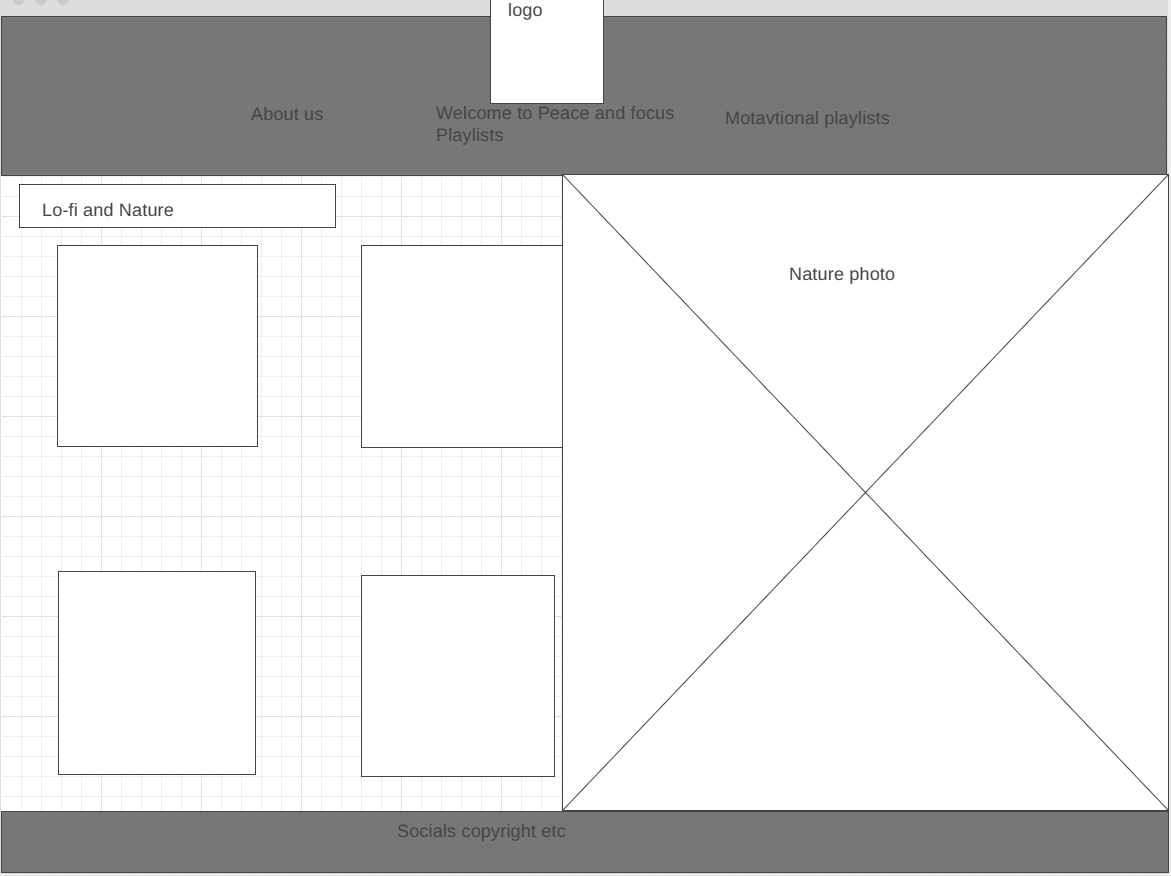 logo
About us
Welcome to Peace and focus
Playlists
Motavtional playlists
Lo-fi and Nature
Nature photo
Socials copyright etc